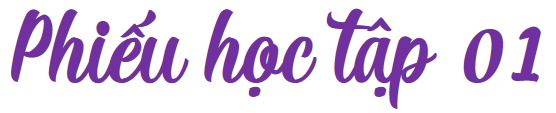 Phiếu học tập 01